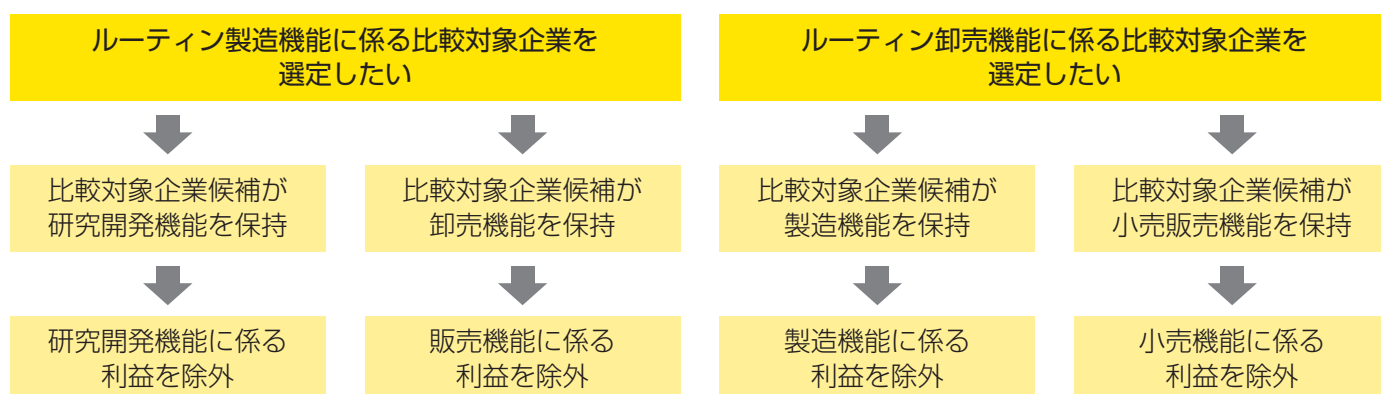 ルーティン製造機能に係る比較対象企業を
選定したい
ルーティン卸売機能に係る比較対象企業を
選定したい
比較対象企業候補が
研究開発機能を保持
比較対象企業候補が
卸売機能を保持
比較対象企業候補が
製造機能を保持
比較対象企業候補が
小売販売機能を保持
研究開発機能に係る
利益を除外
販売機能に係る
利益を除外
製造機能に係る
利益を除外
小売機能に係る
利益を除外